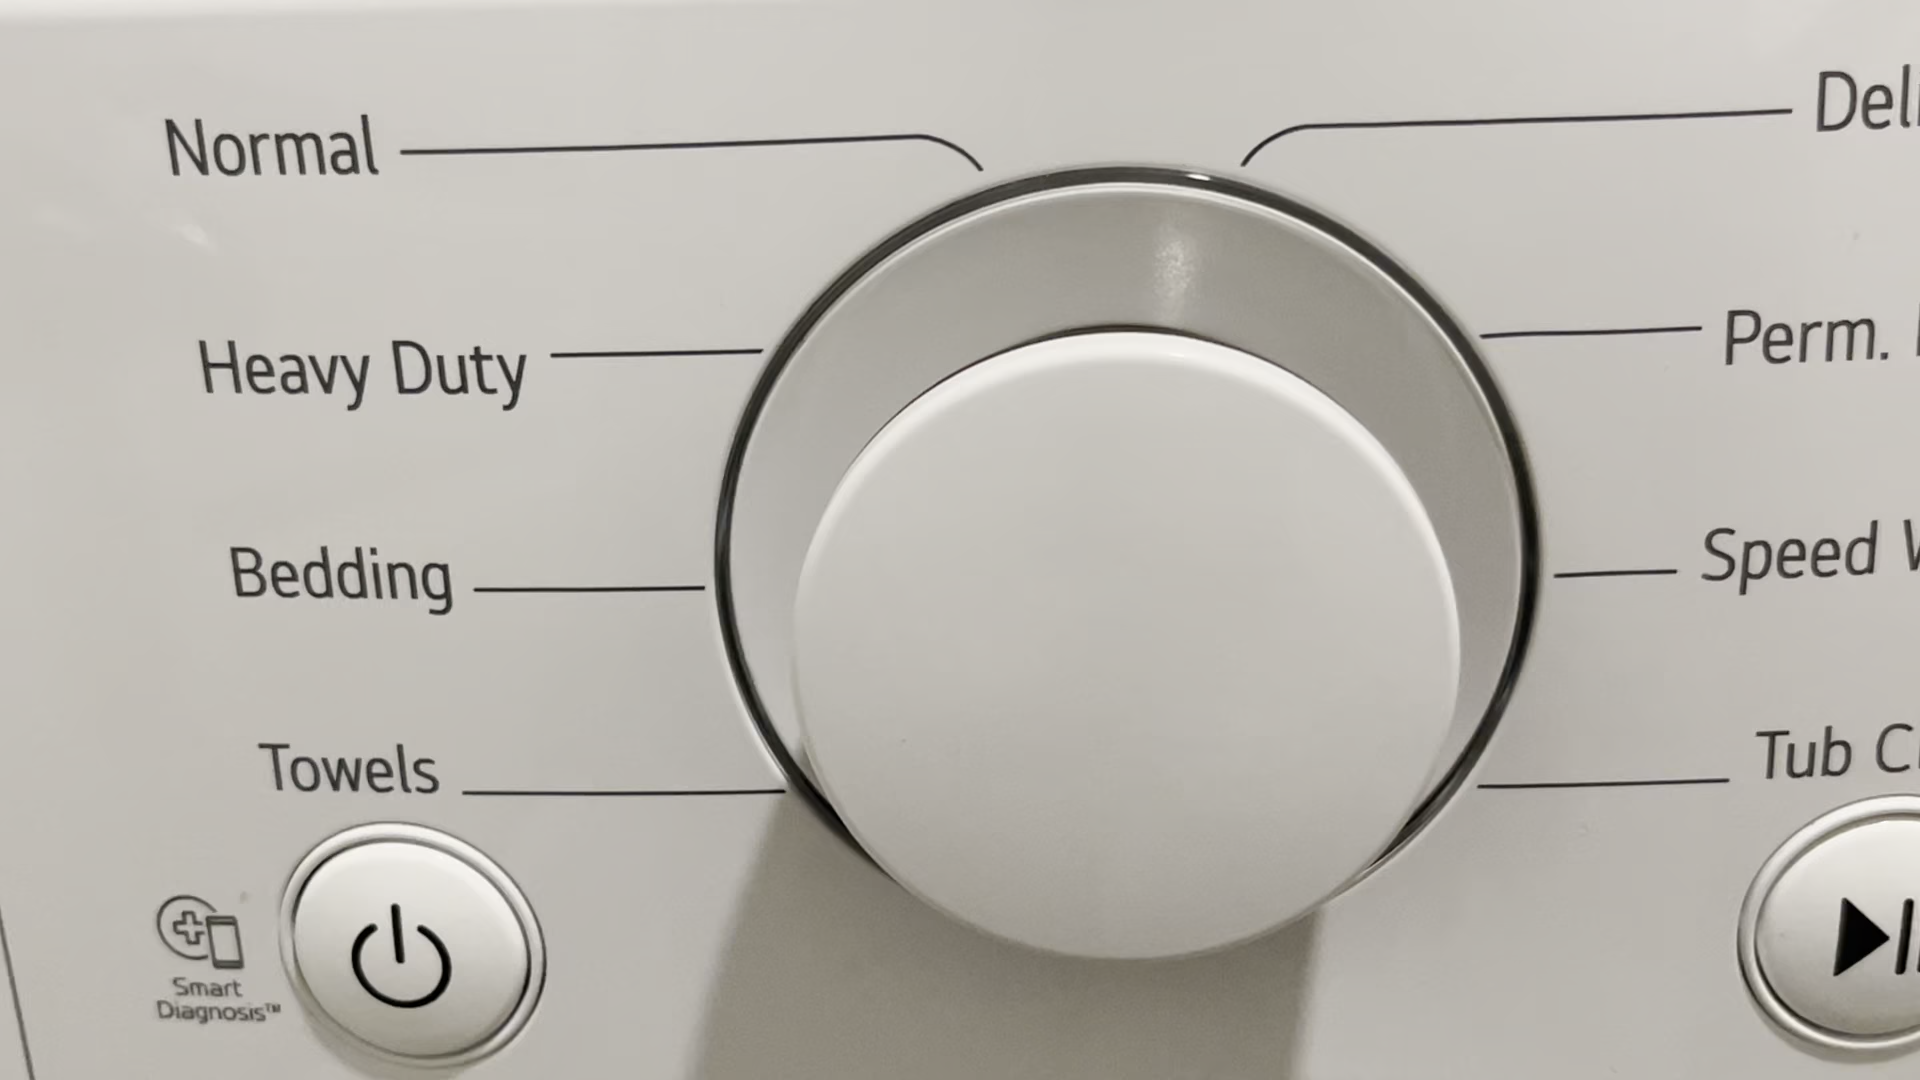 Normal
Heavy Duty
Bedding
Towels
Smart
Diagnosis™
Perm.
Speed
Tub